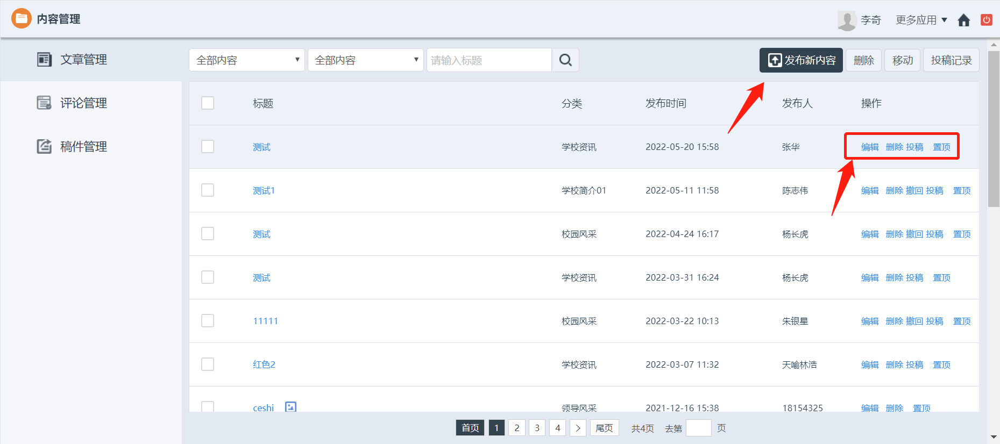 内容管理
李奇 更多应用
文章管理
评论管理
稿件管理
全部内容 全部内容 请输入标题 发布新内容 删除 移动 投稿记录
标题 分类 发布时间 发布人 操作
测试 学校资讯 2022-05-20 15:58 张华 编辑 删除 投稿 置顶
测试1 学校简介01 2022-05-11 11:58 陈志伟 编辑 删除 撤回 投稿 置顶
测试 校园风采 2022-04-24 16:17 杨长虎 编辑 删除 撤回 投稿 置顶
测试 学校资讯 2022-03-31 16:24 杨长虎 编辑 删除 投稿 置顶
11111 校园风采 2022-03-22 10:13 朱银星 编辑 删除 撤回 投稿 置顶
红色2 学校资讯 2022-03-07 11:32 天喻林浩 编辑 删除 投稿 置顶
ceshi 领导风采 2021-12-16 15:38 18154325 编辑 删除 置顶
首页 1 2 3 4 > 尾页 共4页 去第 页